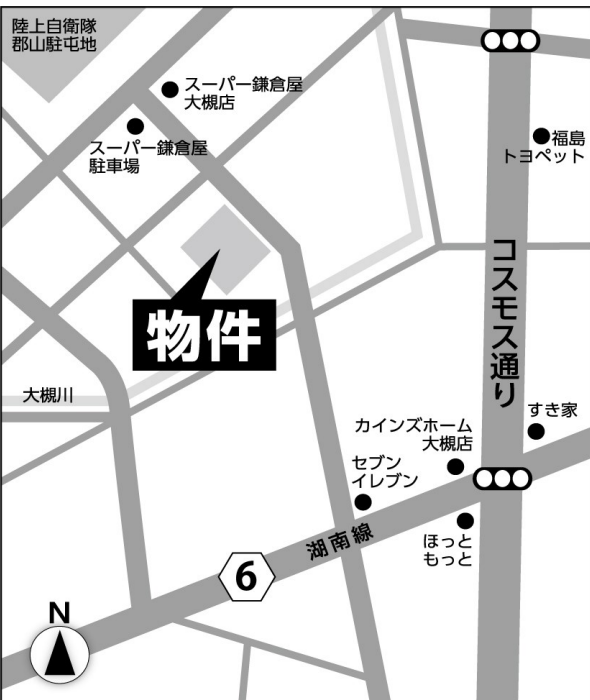 陸上自衛隊
郡山駐屯地
スーパー鎌倉屋
大槻店
スーパー鎌倉屋
駐車場
福島
トヨペット
コスモス通り
物件
大槻川
すき家
カインズホーム
大槻店
セブン
イレブン
ほっと
もっと
湖南線
6
N